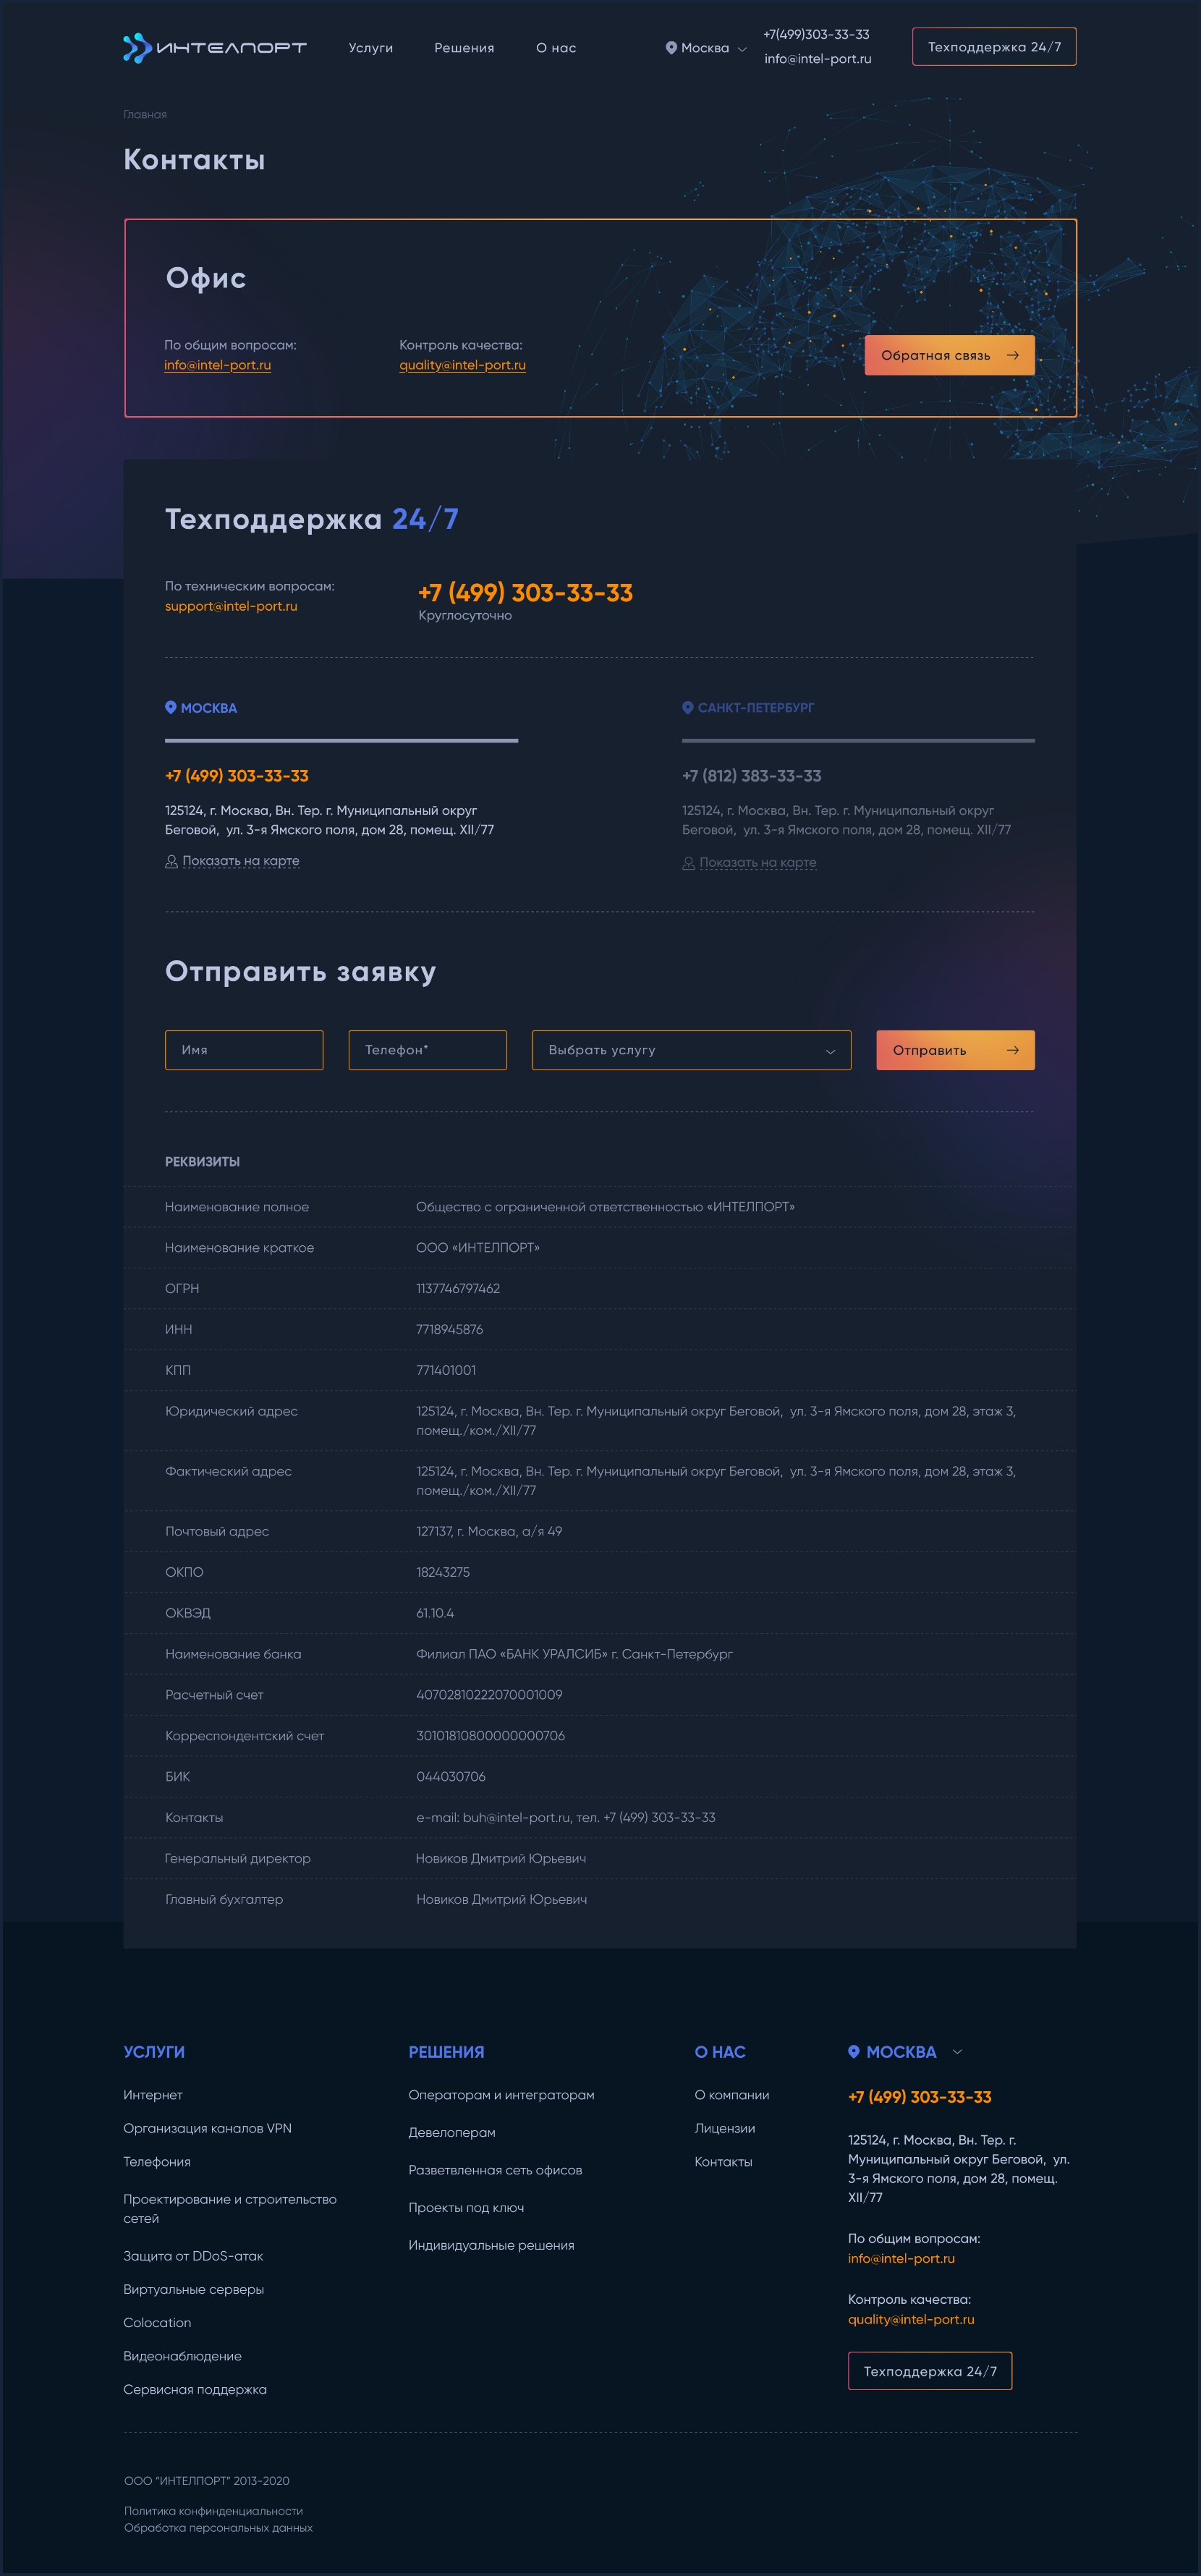 ИНТЕЛПОРТ
Услуги
Решения
О нас
Москва
+7(499)303-33-33
info@intel-port.ru
Техподдержка 24/7
Главная
Контакты
Офис
По общим вопросам:
info@intel-port.ru
Контроль качества:
quality@intel-port.ru
Обратная связь
Техподдержка 24/7
По техническим вопросам:
support@intel-port.ru
+7 (499) 303-33-33
Круглосуточно
МОСКВА
+7 (499) 303-33-33
125124, г. Москва, Вн. Тер. г. Муниципальный округ
Беговой, ул. 3-я Ямского поля, дом 28, помещ. XII/77
Показать на карте
САНКТ-ПЕТЕРБУРГ
+7 (812) 383-33-33
125124, г. Москва, Вн. Тер. г. Муниципальный округ
Беговой, ул. 3-я Ямского поля, дом 28, помещ. XII/77
Показать на карте
Отправить заявку
Имя
Телефон*
Выбрать услугу
Отправить
РЕКВИЗИТЫ
Наименование полное
Общество с ограниченной ответственностью «ИНТЕЛПОРТ»
Наименование краткое
ООО «ИНТЕЛПОРТ»
ОГРН
1137746797462
ИНН
7718945876
КПП
771401001
Юридический адрес
125124, г. Москва, Вн. Тер. г. Муниципальный округ Беговой, ул. 3-я Ямского поля, дом 28, этаж 3,
помещ./ком./XII/77
Фактический адрес
125124, г. Москва, Вн. Тер. г. Муниципальный округ Беговой, ул. 3-я Ямского поля, дом 28, этаж 3,
помещ./ком./XII/77
Почтовый адрес
127137, г. Москва, а/я 49
ОКПО
18243275
ОКВЭД
61.10.4
Наименование банка
Филиал ПАО «БАНК УРАЛСИБ» г. Санкт-Петербург
Расчетный счет
40702810222070001009
Корреспондентский счет
30101810800000000706
БИК
044030706
Контакты
e-mail: buh@intel-port.ru, тел. +7 (499) 303-33-33
Генеральный директор
Новиков Дмитрий Юрьевич
Главный бухгалтер
Новиков Дмитрий Юрьевич
УСЛУГИ
Интернет
Организация каналов VPN
Телефония
Проектирование и строительство
сетей
Защита от DDoS-атак
Виртуальные серверы
Colocation
Видеонаблюдение
Сервисная поддержка
РЕШЕНИЯ
Операторам и интеграторам
Девелоперам
Разветвленная сеть офисов
Проекты под ключ
Индивидуальные решения
О НАС
О компании
Лицензии
Контакты
МОСКВА
+7 (499) 303-33-33
125124, г. Москва, Вн. Тер. г.
Муниципальный округ Беговой, ул.
3-я Ямского поля, дом 28, помещ.
XII/77
По общим вопросам:
info@intel-port.ru
Контроль качества:
quality@intel-port.ru
Техподдержка 24/7
ООО "ИНТЕЛПОРТ" 2013-2020
Политика конфинденциальности
Обработка персональных данных